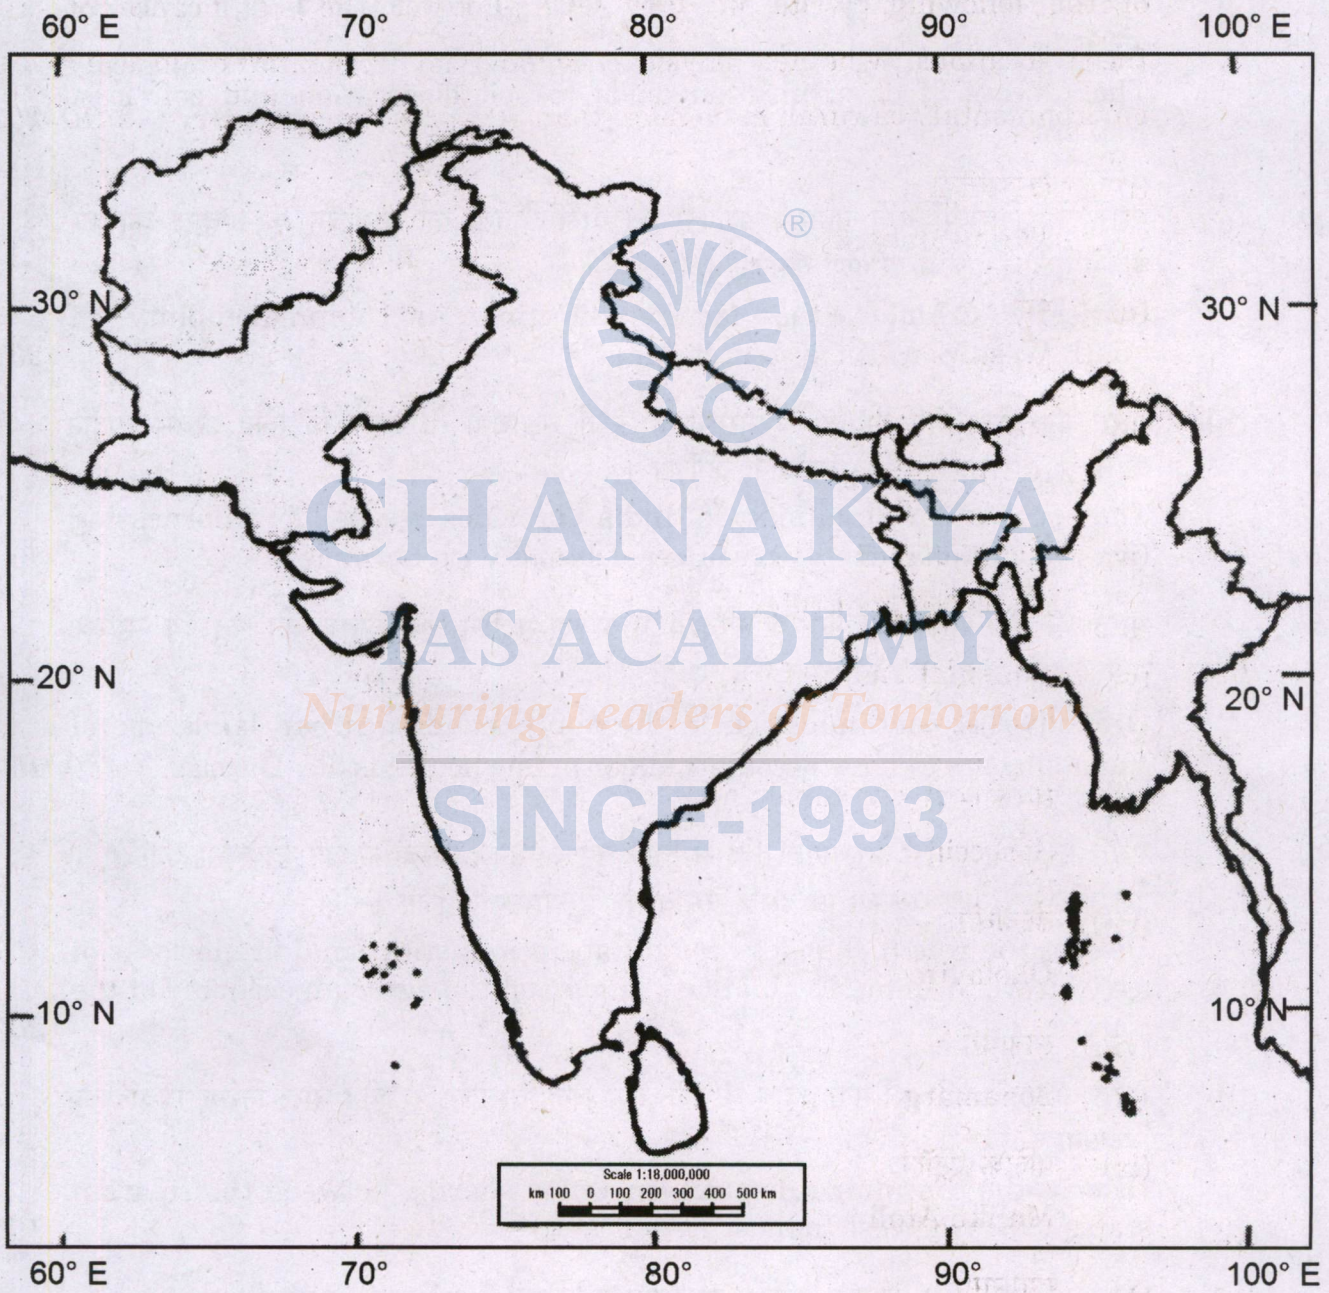 60° E 70° 80° 90° 100° E
®
30° N 30° N
CHANAKYA
IAS ACADEMY
20° N 20° N
Nurturing Leaders of Tomorrow
SINCE-1993
10° N 10° N
Scale 1:18,000,000
km 100 0 100 200 300 400 500 km
60° E 70° 80° 90° 100° E